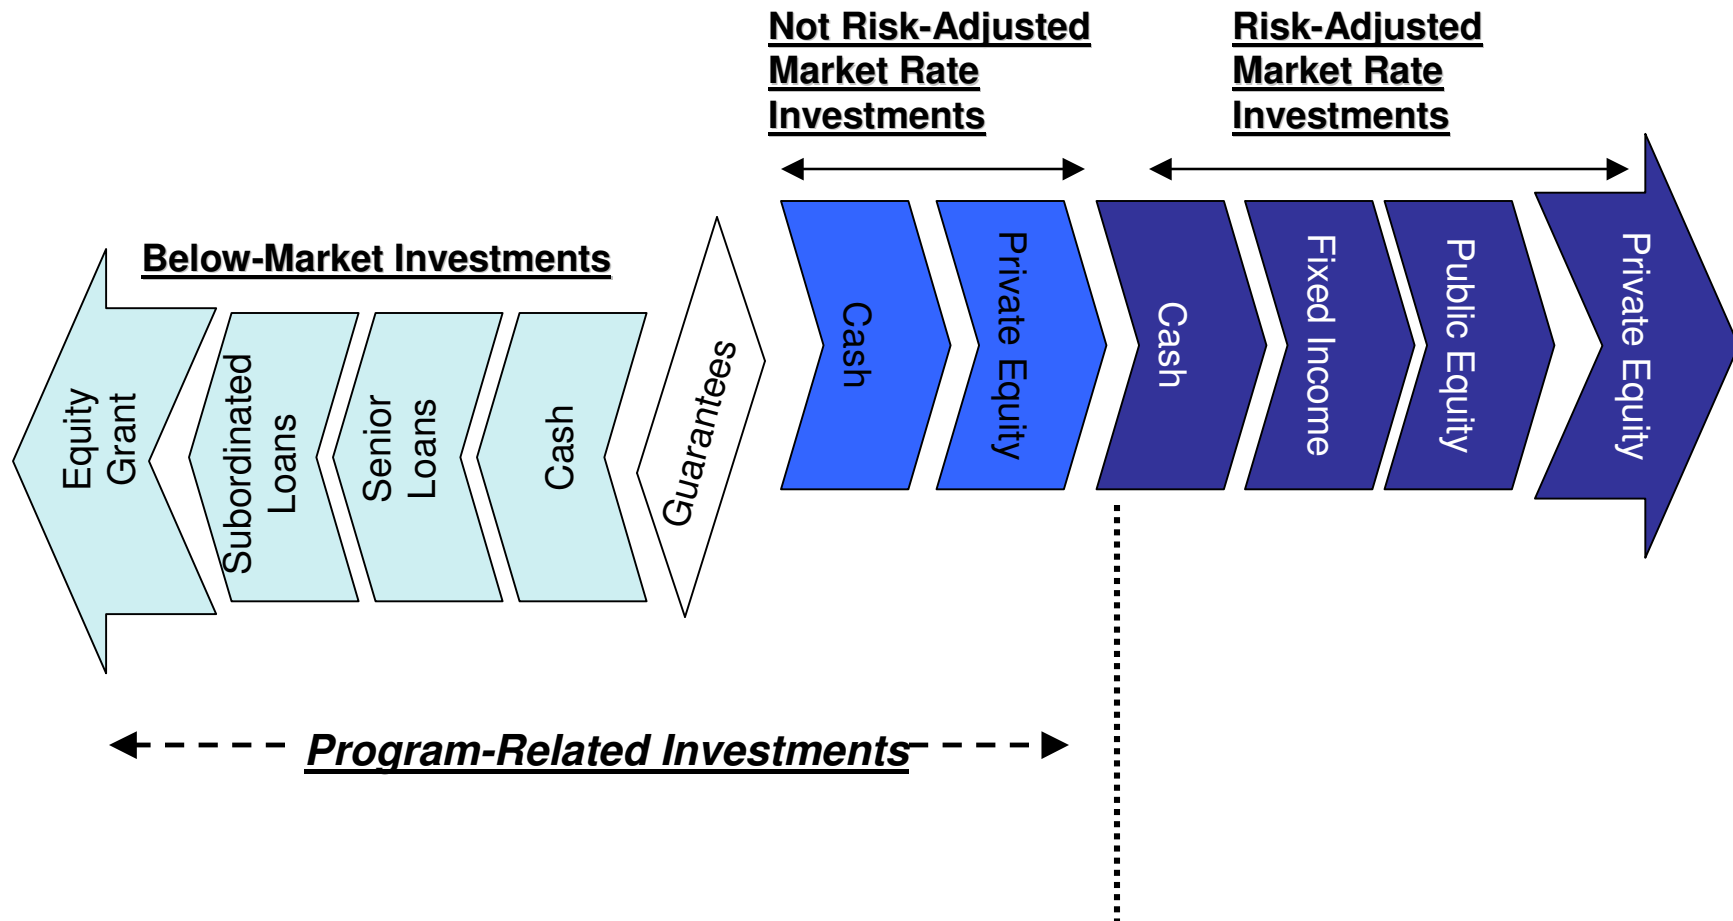 Not Risk-Adjusted
Market Rate
Investments
Risk-Adjusted
Market Rate
Investments
Below-Market Investments
Equity
Grant
Subordinated
Loans
Senior
Loans
Cash
Guarantees
Cash
Private Equity
Cash
Fixed Income
Public Equity
Private Equity
Program-Related Investments